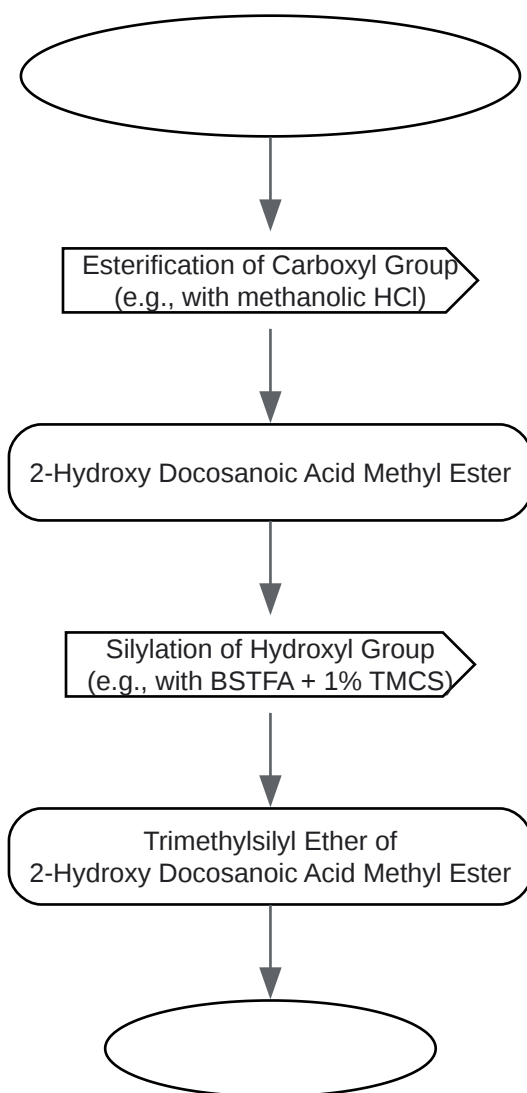 Esterification of Carboxyl Group
(e.g., with methanolic HCl)
2-Hydroxy Docosanoic Acid Methyl Ester
Silylation of Hydroxyl Group
(e.g., with BSTFA + 1% TMCS)
Trimethylsilyl Ether of
2-Hydroxy Docosanoic Acid Methyl Ester